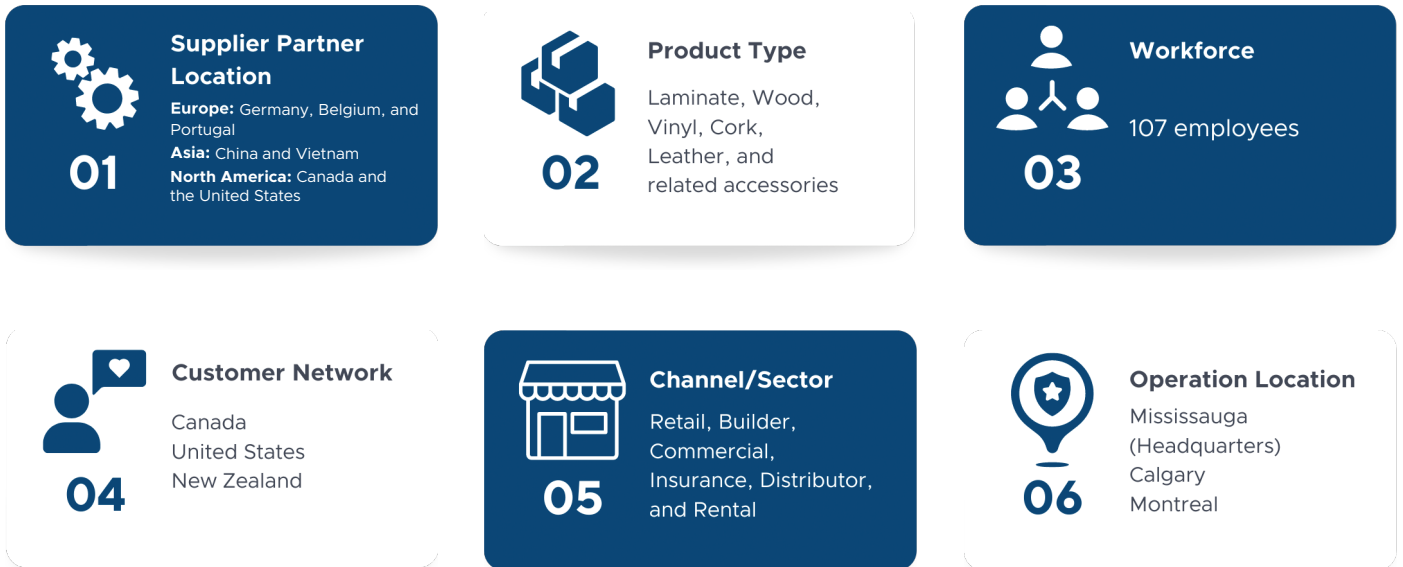 Supplier Partner
Location
Europe: Germany, Belgium, and
Portugal
Asia: China and Vietnam
North America: Canada and
the United States
01
Product Type
Laminate, Wood,
Vinyl, Cork,
Leather, and
related accessories
02
Workforce
107 employees
03
Customer Network
Canada
United States
New Zealand
04
Channel/Sector
Retail, Builder,
Commercial,
Insurance, Distributor,
and Rental
05
Operation Location
Mississauga
(Headquarters)
Calgary
Montreal
06